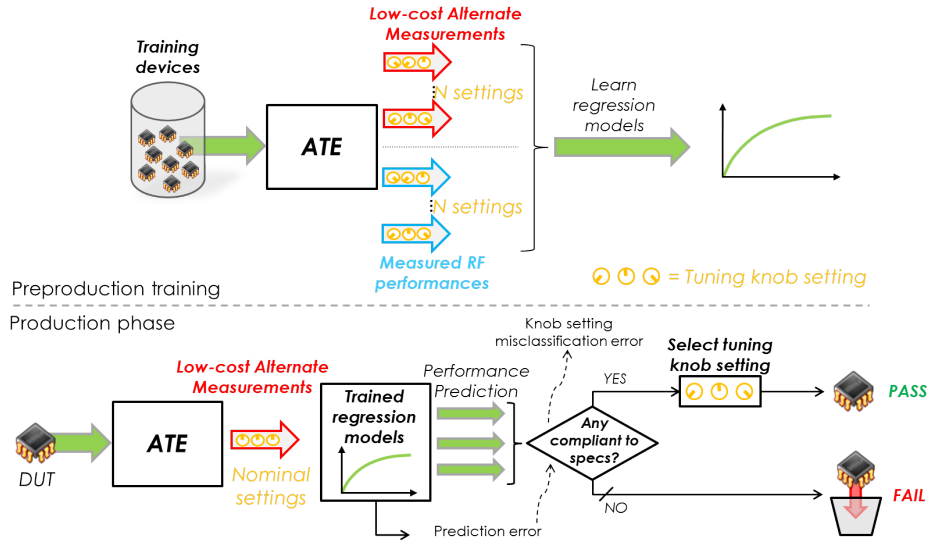 Low-cost Alternate
Measurements
Training
devices
N settings
Learn
regression
models
ATE
N settings
Measured RF
performances
= Tuning knob setting
Preproduction training
Production phase
Knob setting
misclassification error
Select tuning
knob setting
Low-cost Alternate
Measurements
Performance
Prediction
YES
PASS
Trained
regression
models
Any
compliant to
specs?
ATE
DUT
Nominal
settings
NO
FAIL
Prediction error